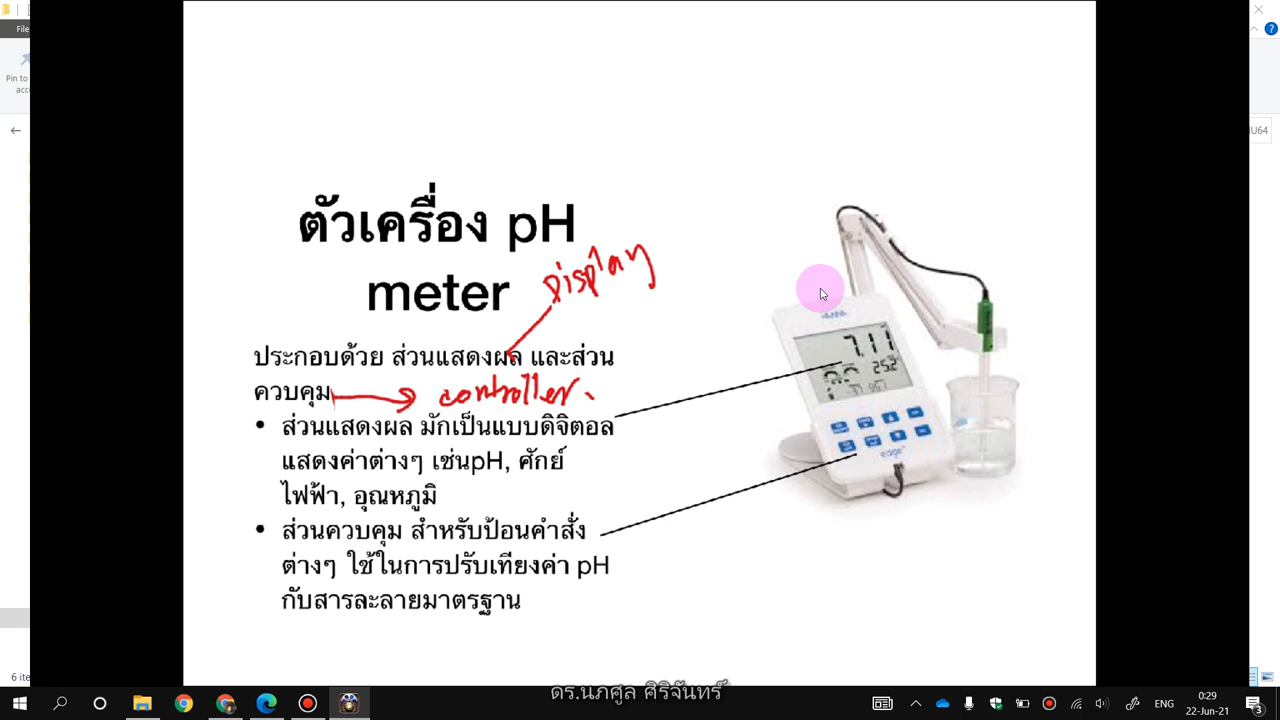 File
Pin to
acc
U64
ตัวเครื่อง pH
meter
Display
ประกอบด้วย ส่วนแสดงผล และส่วน
ควบคุม
controller.
• ส่วนแสดงผล มักเป็นแบบดิจิตอล
แสดงค่าต่างๆ เช่นpH, ศักย์
ไฟฟ้า, อุณหภูมิ
• ส่วนควบคุม สำหรับป้อนคำสั่ง
ต่างๆ ใช้ในการปรับเทียงค่า pH
กับสารละลายมาตรฐาน
HANNA
7.11
25.2
edge
6 ite
ดร.นภศูล ศิริจันทร์
ENG
0:29
22-Jun-21
3